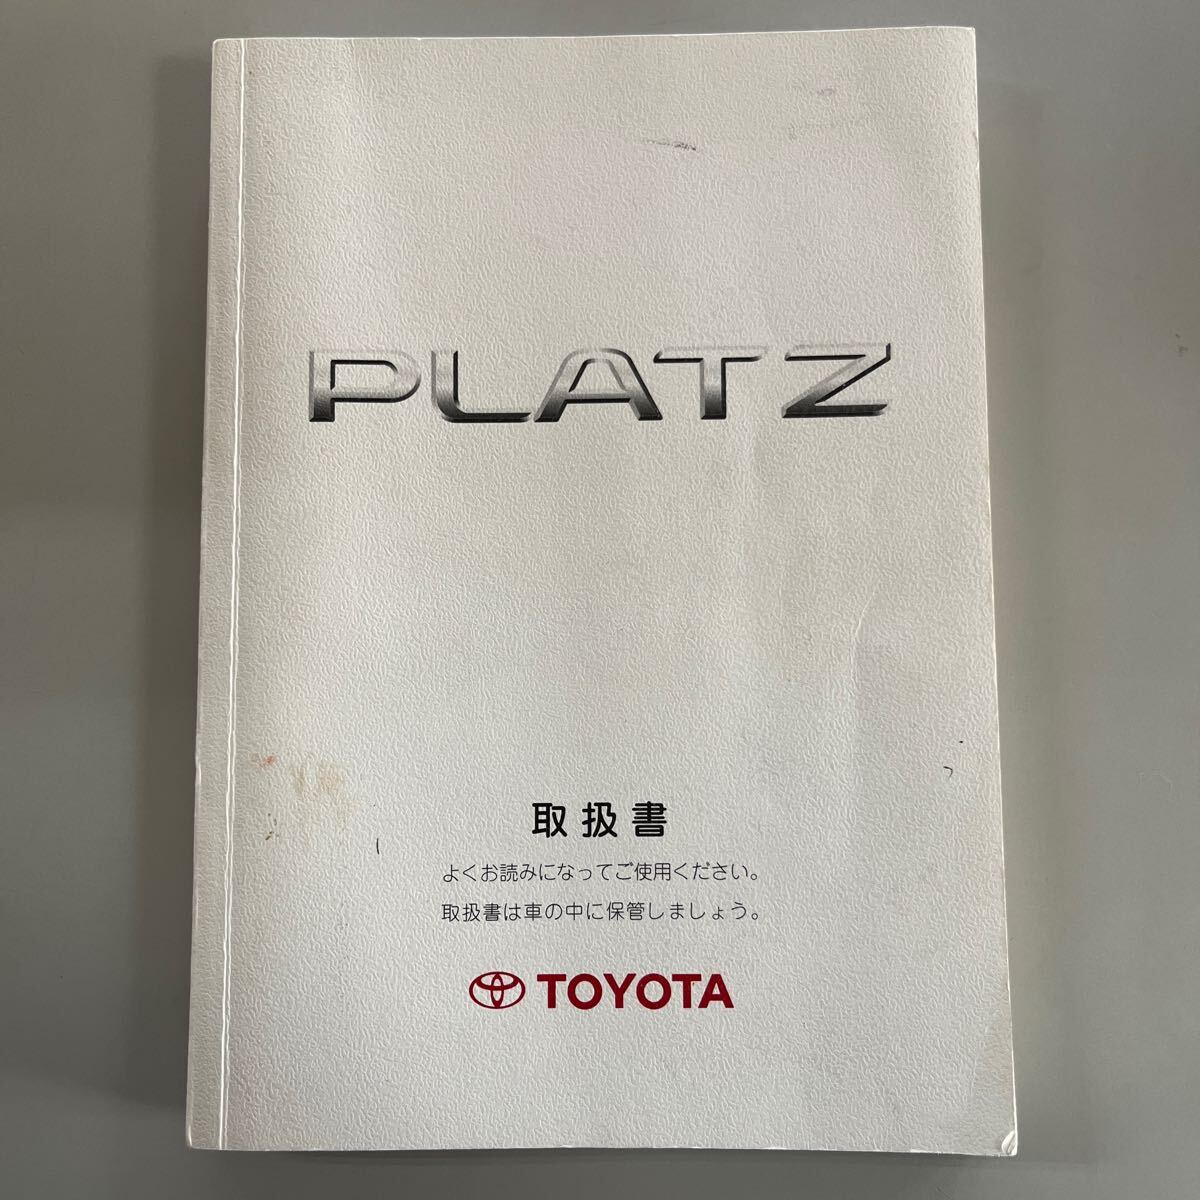 PLATZ
取扱書
よくお読みになってご使用ください。
取扱書は車の中に保管しましょう。
TOYOTA